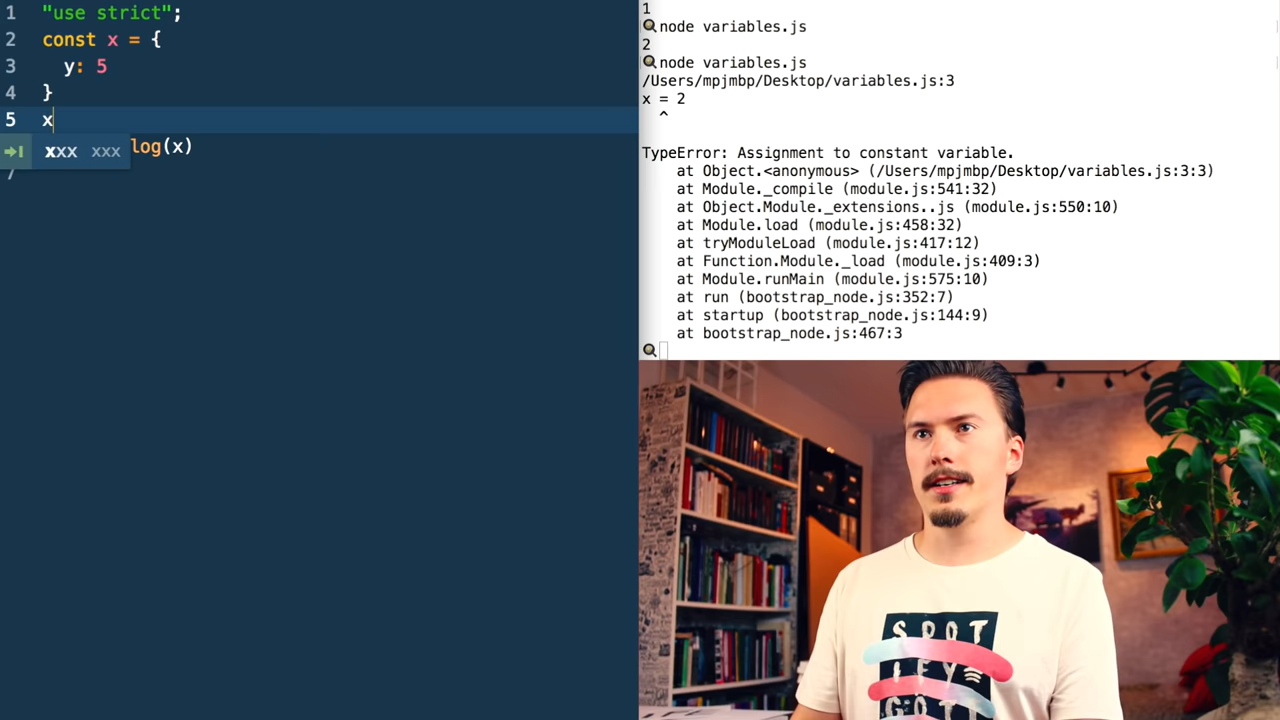 1 "use strict";
2 const x = {
3 y: 5
4 }
5 x
xxx xxx
log(x)
7
1
node variables.js
2
node variables.js
/Users/mpjmbp/Desktop/variables.js:3
x = 2
^
TypeError: Assignment to constant variable.
at Object.<anonymous> (/Users/mpjmbp/Desktop/variables.js:3:3)
at Module._compile (module.js:541:32)
at Object.Module._extensions..js (module.js:550:10)
at Module.load (module.js:458:32)
at tryModuleLoad (module.js:417:12)
at Function.Module._load (module.js:409:3)
at Module.runMain (module.js:575:10)
at run (bootstrap_node.js:352:7)
at startup (bootstrap_node.js:144:9)
at bootstrap_node.js:467:3
SPOT
IFY
GOT